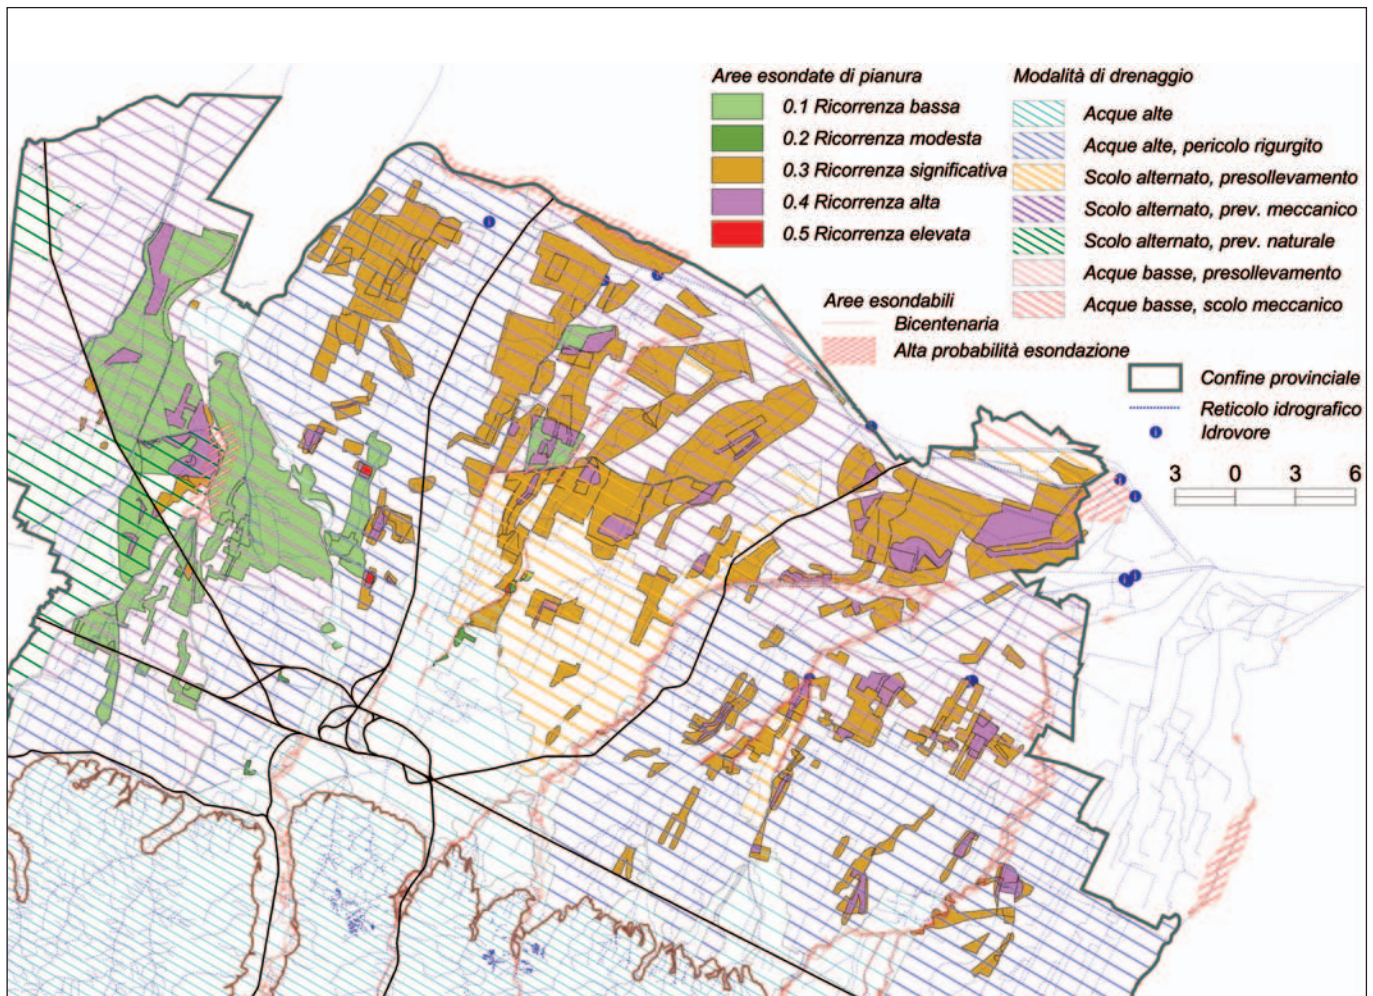 Aree esondate di pianura
0.1 Ricorrenza bassa
0.2 Ricorrenza modesta
0.3 Ricorrenza significativa
0.4 Ricorrenza alta
0.5 Ricorrenza elevata
Modalità di drenaggio
Acque alte
Acque alte, pericolo rigurgito
Scolo alternato, presollevamento
Scolo alternato, prev. meccanico
Scolo alternato, prev. naturale
Acque basse, presollevamento
Acque basse, scolo meccanico
Aree esondabili
Bicentenaria
Alta probabilità esondazione
Confine provinciale
Reticolo idrografico
Idrovore
3 0 3 6